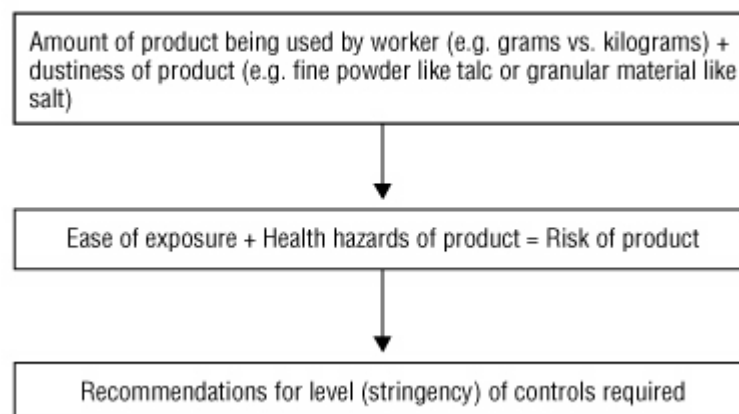 Amount of product being used by worker (e.g. grams vs. kilograms) +
dustiness of product (e.g. fine powder like talc or granular material like
salt)
Ease of exposure + Health hazards of product = Risk of product
Recommendations for level (stringency) of controls required